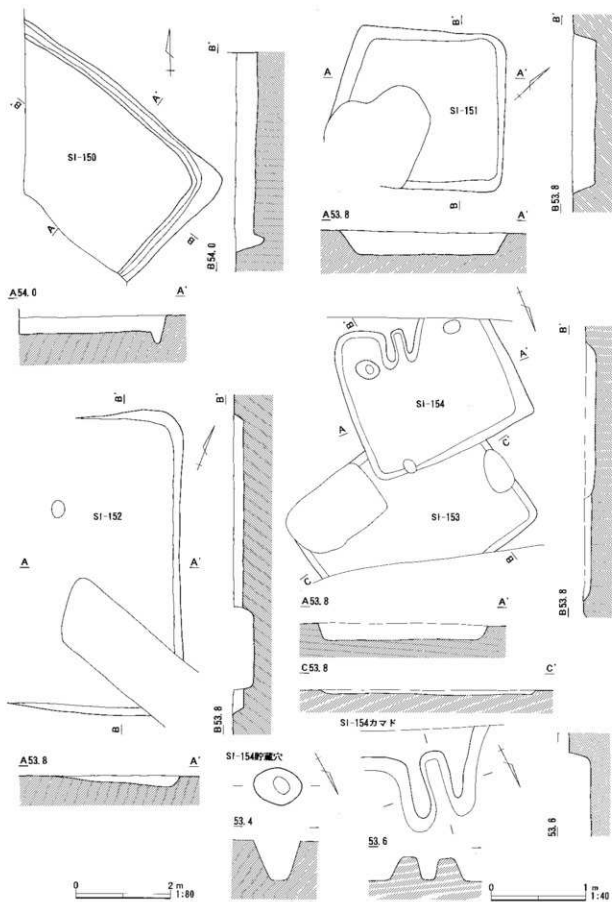 B'
A'
B'
SI-150
A
B
B54.0
A54.0
A'
B'
A
A'
SI-151
B
B'
B53.8
A53.8
A'
B'
SI-152
A
A'
B
B'
B53.8
A53.8
A'
B'
A'
SI-154
A
C'
SI-153
C
B
B'
B53.8
A53.8
A'
C53.8
C'
SI-154貯蔵穴
53.4
SI-154カマド
53.6
53.6
0 2m
1:80
0 1m
1:40